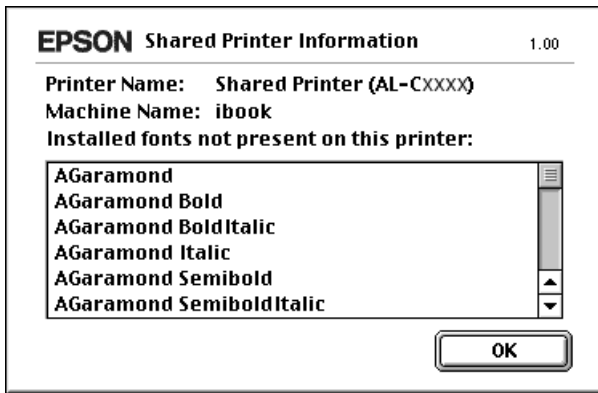 EPSON Shared Printer Information 1.00
Printer Name: Shared Printer (AL-CXXXX)
Machine Name: ibook
Installed fonts not present on this printer:
AGaramond
AGaramond Bold
AGaramond BoldItalic
AGaramond Italic
AGaramond Semibold
AGaramond SemiboldItalic
OK